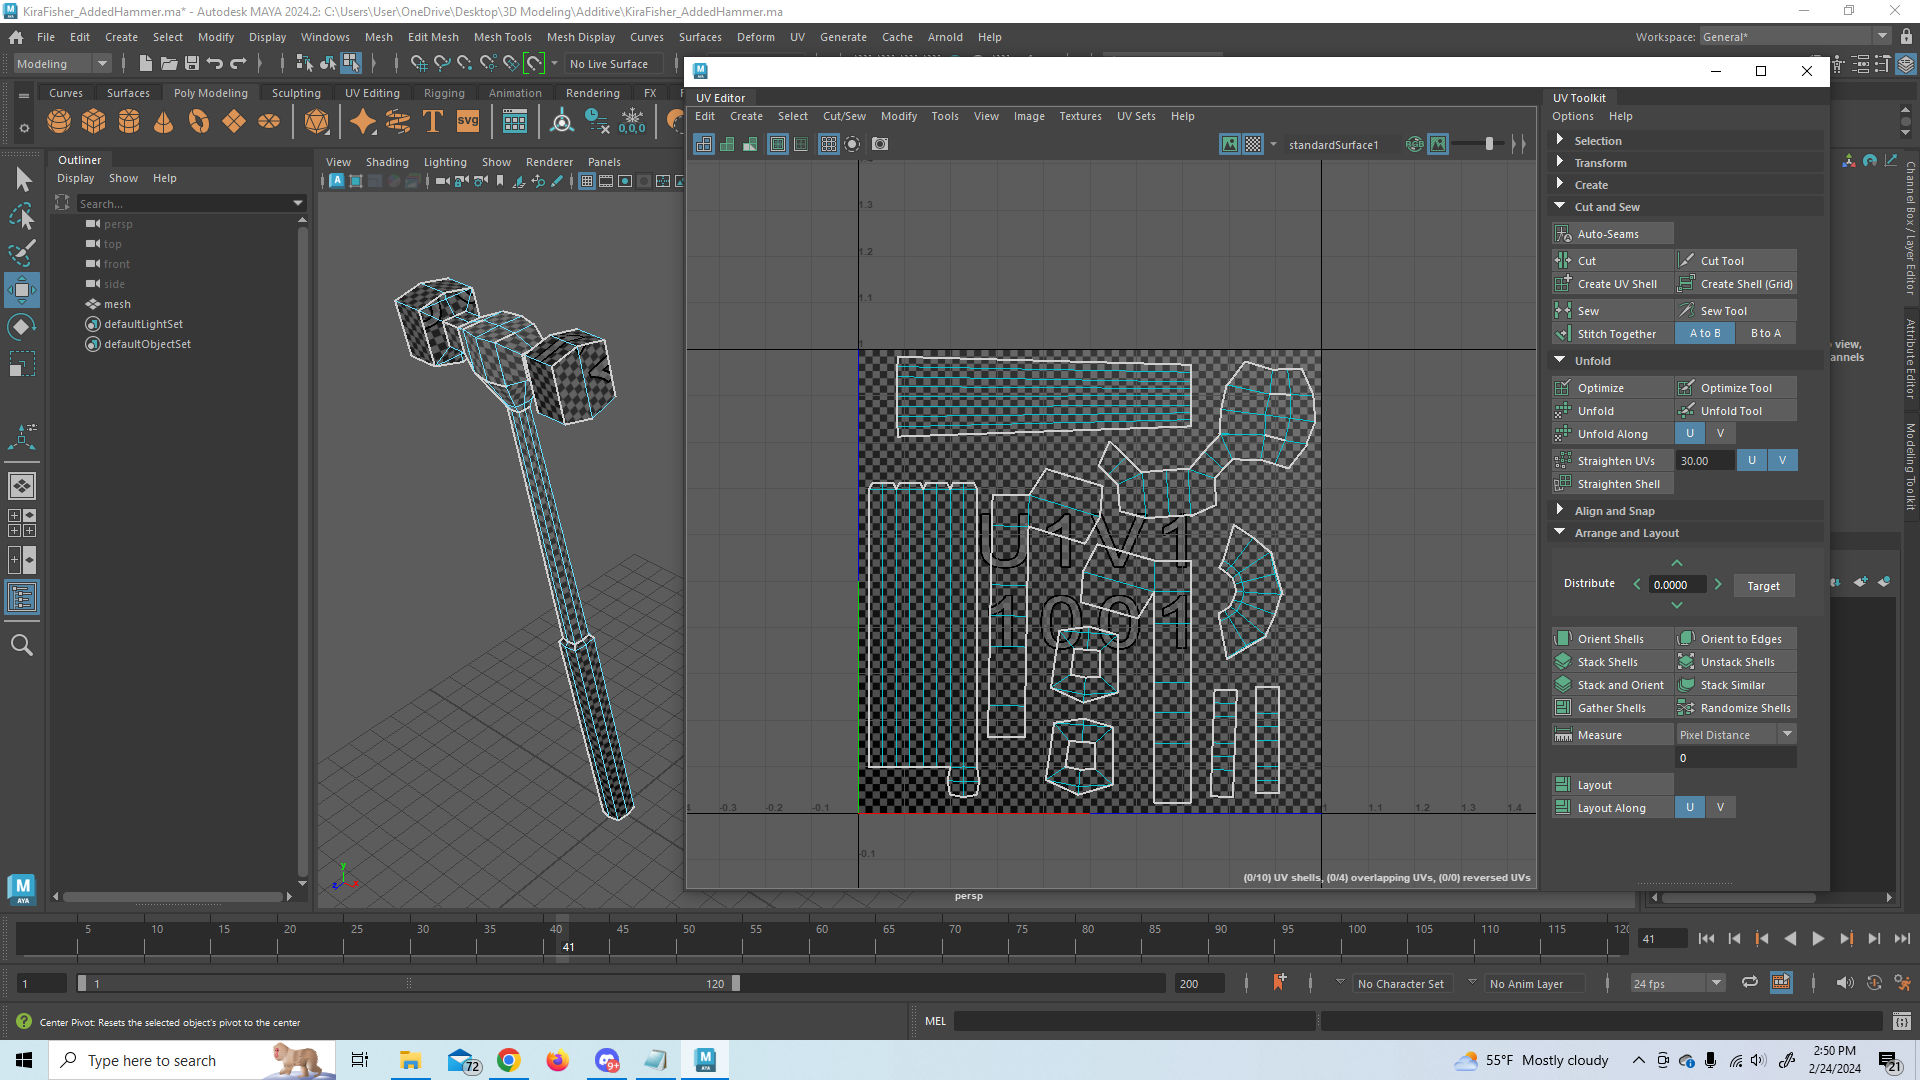 KiraFisher_AddedHammer.ma* - Autodesk MAYA 2024.2: C:\Users\User\OneDrive\Desktop\3D Modeling\Additive\KiraFisher_AddedHammer.ma
File Edit Create Select Modify Display Windows Mesh Edit Mesh Mesh Tools Mesh Display Curves Surfaces Deform UV Generate Cache Arnold Help
Workspace: General*
Modeling
No Live Surface
Curves Surfaces Poly Modeling Sculpting UV Editing Rigging Animation Rendering FX
T svg 0,0,0
Outliner
Display Show Help
Search...
persp
top
front
side
mesh
defaultLightSet
defaultObjectSet
View Shading Lighting Show Renderer Panels
UV Editor
Edit Create Select Cut/Sew Modify Tools View Image Textures UV Sets Help
standardSurface1
RGB
1.3
1.2
1.1
1
U1V1
1001
-0.3 -0.2 -0.1 1 1.1 1.2 1.3 1.4
-0.1
(0/10) UV shells, (0/4) overlapping UVs, (0/0) reversed UVs
persp
UV Toolkit
Options Help
Selection
Transform
Create
Cut and Sew
Auto-Seams
Cut Cut Tool
Create UV Shell Create Shell (Grid)
Sew Sew Tool
Stitch Together A to B B to A
Unfold
Optimize Optimize Tool
Unfold Unfold Tool
Unfold Along U V
Straighten UVs 30.00 U V
Straighten Shell
Align and Snap
Arrange and Layout
Distribute 0.0000 Target
Orient Shells Orient to Edges
Stack Shells Unstack Shells
Stack and Orient Stack Similar
Gather Shells Randomize Shells
Measure Pixel Distance
0
Layout
Layout Along U V
view,
annels
Channel Box / Layer Editor
Attribute Editor
Modeling Toolkit
5 10 15 20 25 30 35 40 45 50 55 60 65 70 75 80 85 90 95 100 105 110 115 120
41
41
1 1 120 200 No Character Set No Anim Layer 24 fps
Center Pivot: Resets the selected object's pivot to the center
MEL
Type here to search
72
9+
55°F Mostly cloudy
2:50 PM
2/24/2024
21